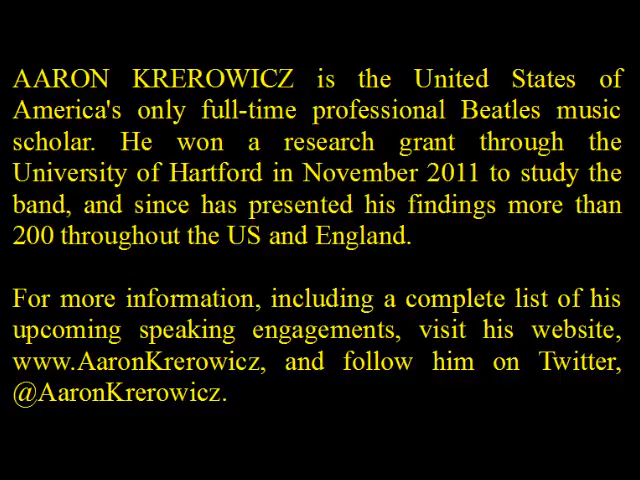 AARON KREROWICZ is the United States of
America's only full-time professional Beatles music
scholar. He won a research grant through the
University of Hartford in November 2011 to study the
band, and since has presented his findings more than
200 throughout the US and England.
For more information, including a complete list of his
upcoming speaking engagements, visit his website,
www.AaronKrerowicz, and follow him on Twitter,
@AaronKrerowicz.